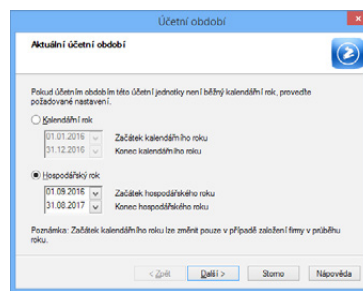 Účetní období
Aktuální účetní období
Pokud účetním obdobím této účetní jednotky není běžný kalendářní rok, proveďte
požadované nastavení.
Kalendářní rok
01.01.2016 Začátek kalendářního roku
31.12.2016 Konec kalendářního roku
Hospodářský rok
01.09.2016 Začátek hospodářského roku
31.08.2017 Konec hospodářského roku
Poznámka: Začátek kalendářního roku lze změnit pouze v případě založení firmy v průběhu
roku.
< Zpět Další > Storno Nápověda